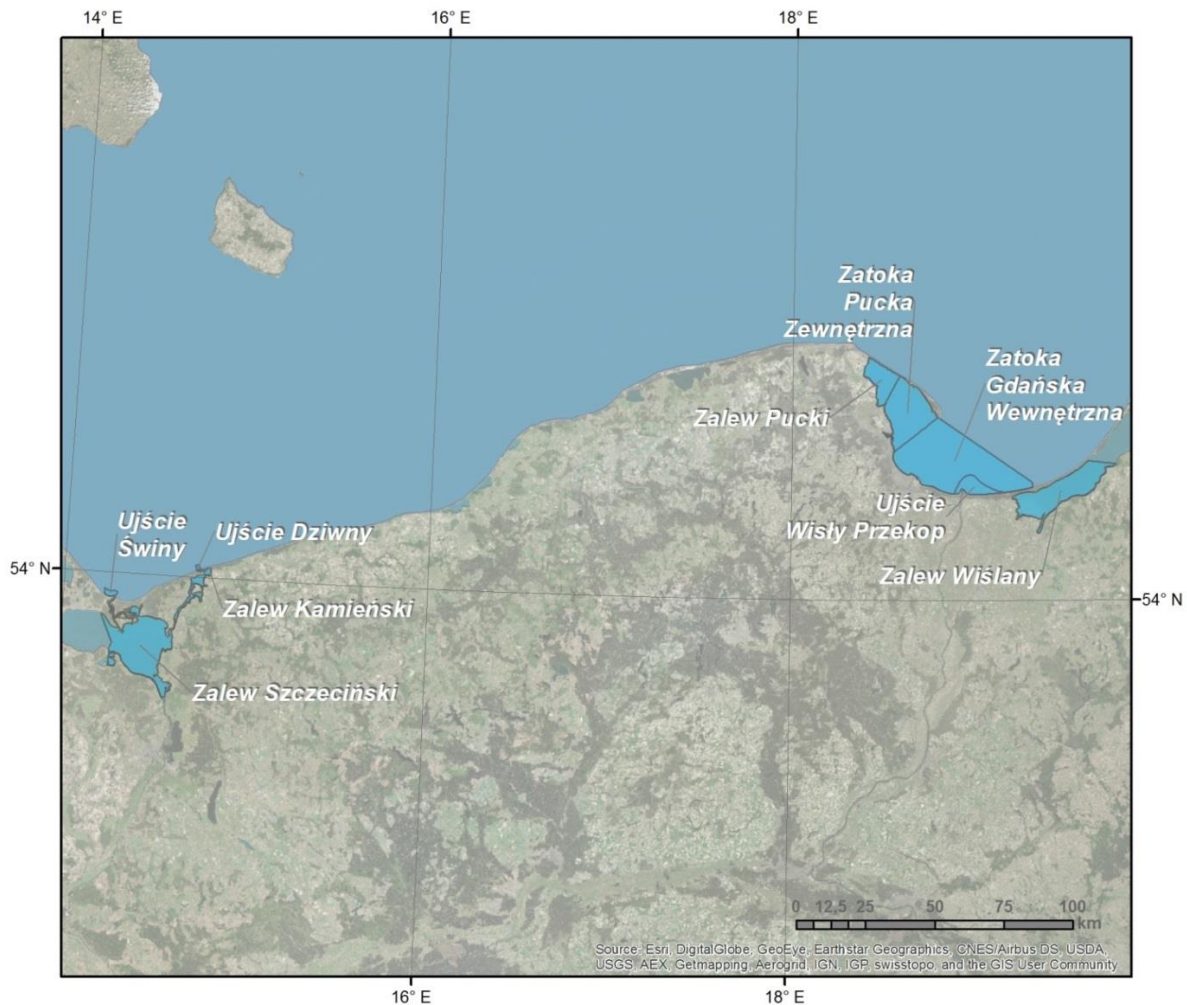 14° E
16° E
18° E
Zatoka
Pucka
Zewnętrzna
Zatoka
Gdańska
Wewnętrzna
Zalew Pucki
Ujście
Wisły Przekop
Zalew Wiślany
Ujście
Świny
Ujście Dziwny
54° N
54° N
Zalew Kamieński
Zalew Szczeciński
0 12,5 25 50 75 100
km
Source: Esri, DigitalGlobe, GeoEye, Earthstar Geographics, CNES/Airbus DS, USDA,
USGS, AEX, Getmapping, Aerogrid, IGN, IGP, swisstopo, and the GIS User Community
16° E
18° E